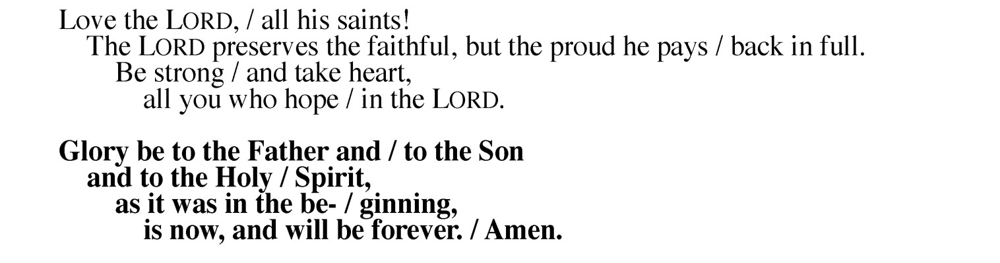 Love the LORD, / all his saints!
The LORD preserves the faithful, but the proud he pays / back in full.
Be strong / and take heart,
all you who hope / in the LORD.
Glory be to the Father and / to the Son
and to the Holy / Spirit,
as it was in the be- / ginning,
is now, and will be forever. / Amen.